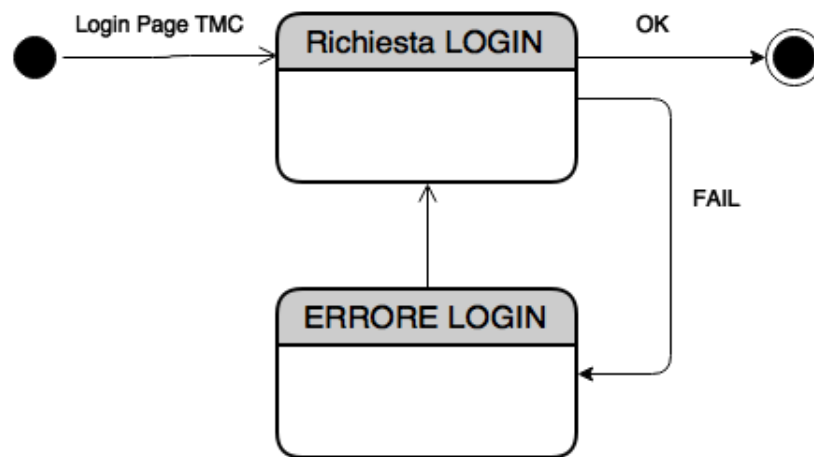 Login Page TMC
Richiesta LOGIN
OK
FAIL
ERRORE LOGIN